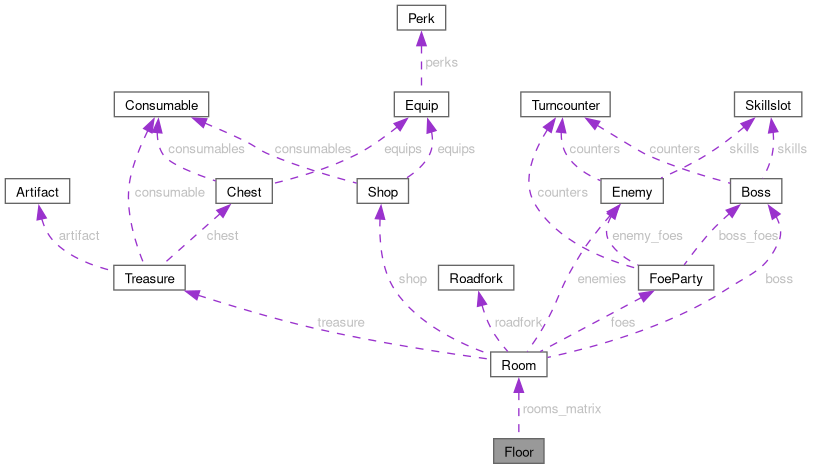 Perk
perks
Consumable
Equip
Turncounter
Skillslot
consumables
consumables
equips
equips
counters
counters
skills
skills
Artifact
consumable
Chest
Shop
counters
Enemy
Boss
artifact
chest
enemy_foes
boss_foes
Treasure
shop
Roadfork
enemies
FoeParty
boss
treasure
roadfork
foes
Room
rooms_matrix
Floor